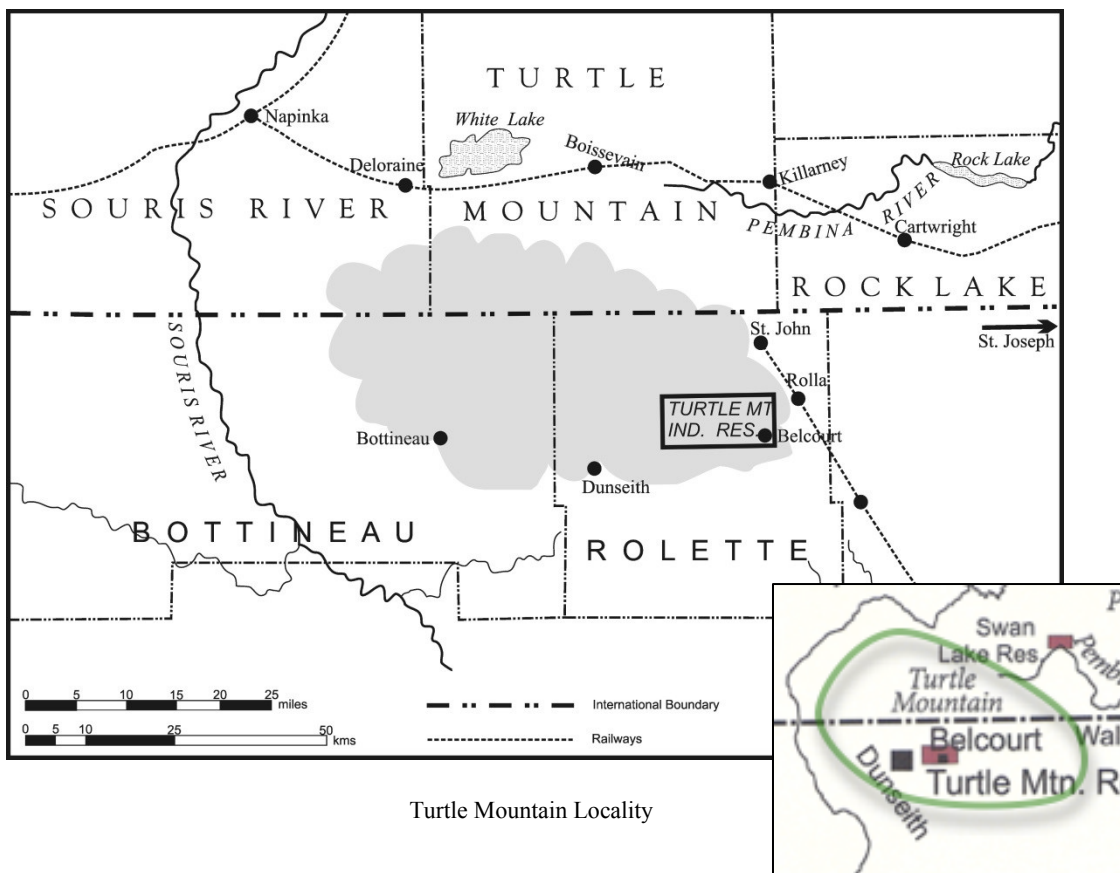 TURTLE
Napinka
White Lake
Boissevain
Deloraine
Killarney
Rock Lake
SOURIS RIVER
MOUNTAIN
PEMBINA
RIVER
Cartwright
ROCK LAKE
St. John
St. Joseph
SOURIS RIVER
Rolla
TURTLE MT
IND. RES.
Belcourt
Bottineau
Dunseith
BOTTINEAU
ROLETTE
0 5 10 15 20 25
miles
International Boundary
0 5 10 25 50
kms
Railways
Turtle Mountain Locality
P
Swan
Lake Res.
Pembi
Turtle
Mountain
Belcourt
Wal
Dunseith
Turtle Mtn. R